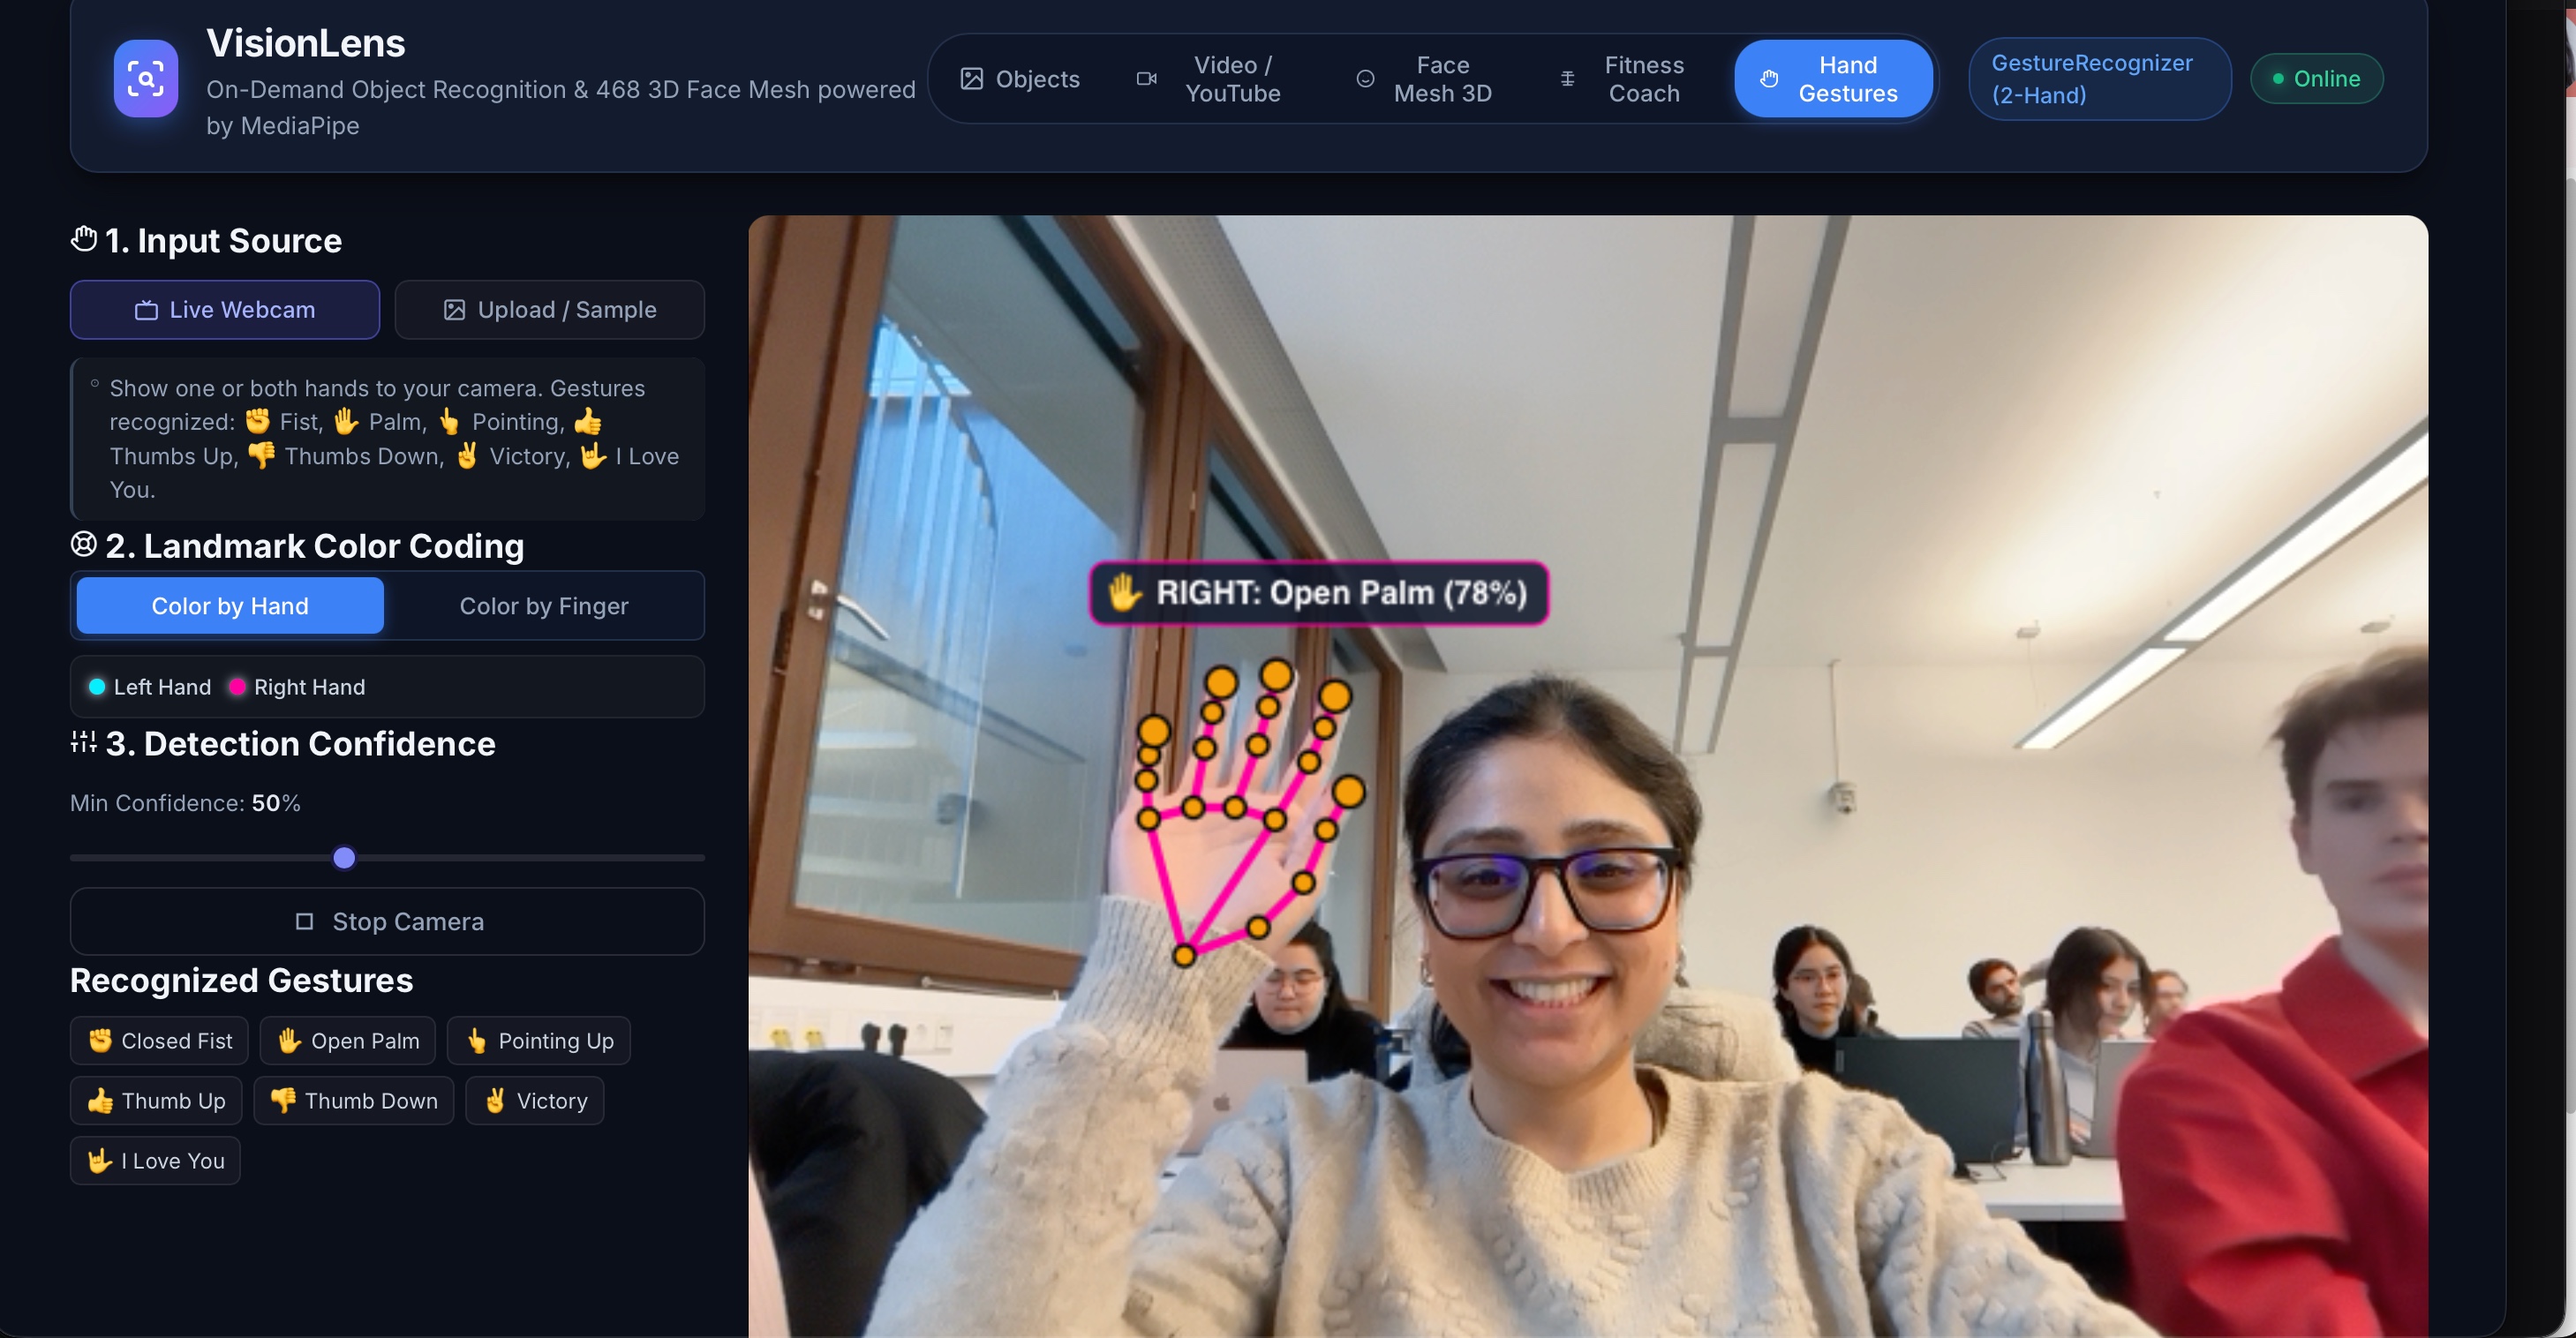 VisionLens
On-Demand Object Recognition & 468 3D Face Mesh powered
by MediaPipe
Objects
Video /
YouTube
Face
Mesh 3D
Fitness
Coach
Hand
Gestures
GestureRecognizer
(2-Hand)
Online
1. Input Source
Live Webcam
Upload / Sample
Show one or both hands to your camera. Gestures
recognized: ✊ Fist, ✋ Palm, 👆 Pointing, 👍
Thumbs Up, 👎 Thumbs Down, ✌️ Victory, 🤟 I Love
You.
2. Landmark Color Coding
Color by Hand
Color by Finger
Left Hand
Right Hand
3. Detection Confidence
Min Confidence: 50%
Stop Camera
Recognized Gestures
✊ Closed Fist
✋ Open Palm
👆 Pointing Up
👍 Thumb Up
👎 Thumb Down
✌️ Victory
🤟 I Love You
✋ RIGHT: Open Palm (78%)